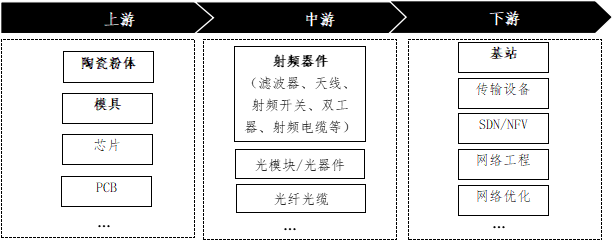 上游
中游
下游
陶瓷粉体
模具
芯片
PCB
…
射频器件
（滤波器、天线、
射频开关、双工
器、射频电缆等）
光模块/光器件
光纤光缆
…
基站
传输设备
SDN/NFV
网络工程
网络优化
…